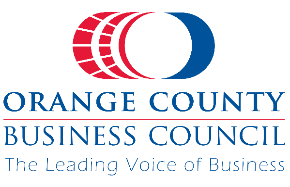 ORANGE COUNTY
BUSINESS COUNCIL
The Leading Voice of Business